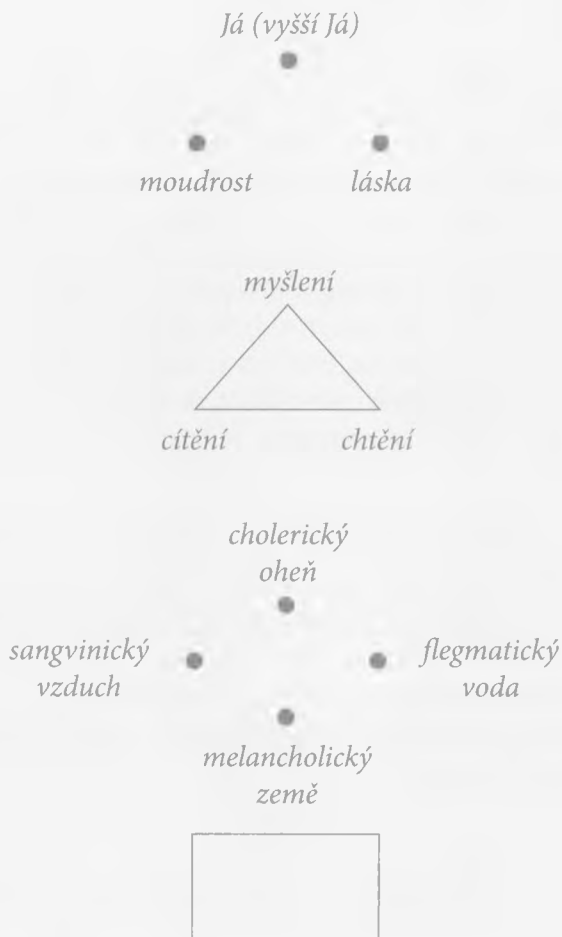 Já (vyšší Já)
moudrost láska
myšlení
cítění chtění
cholerický
oheň
sangvinický flegmatický
vzduch voda
melancholický
země